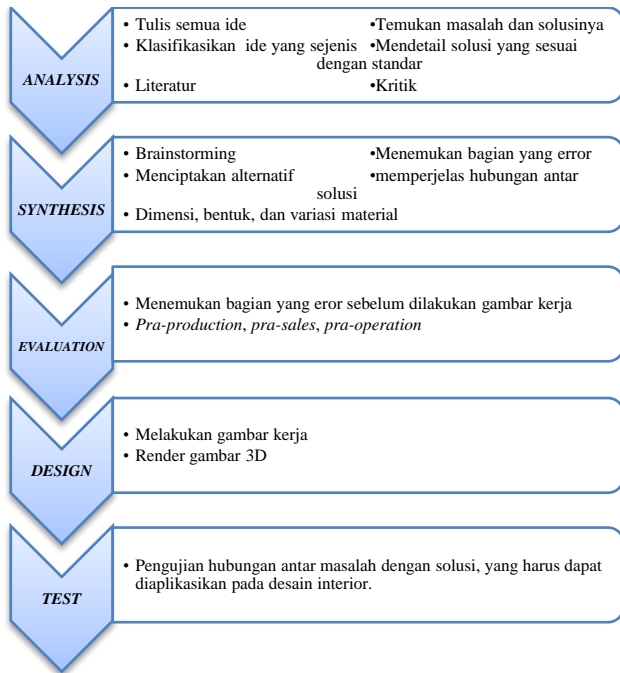 ANALYSIS
• Tulis semua ide •Temukan masalah dan solusinya
• Klasifikasikan ide yang sejenis •Mendetail solusi yang sesuai
dengan standar
• Literatur •Kritik
SYNTHESIS
• Brainstorming •Menemukan bagian yang error
• Menciptakan alternatif •memperjelas hubungan antar
solusi
• Dimensi, bentuk, dan variasi material
EVALUATION
• Menemukan bagian yang eror sebelum dilakukan gambar kerja
• Pra-production, pra-sales, pra-operation
DESIGN
• Melakukan gambar kerja
• Render gambar 3D
TEST
• Pengujian hubungan antar masalah dengan solusi, yang harus dapat
diaplikasikan pada desain interior.